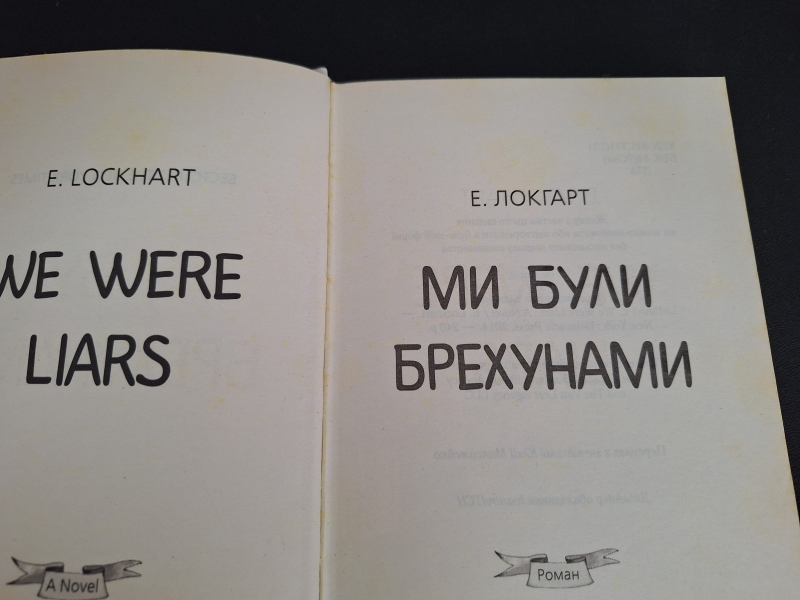 E. LOCKHART
WE WERE
LIARS
A Novel
Е. ЛОКГАРТ
МИ БУЛИ
БРЕХУНАМИ
Роман